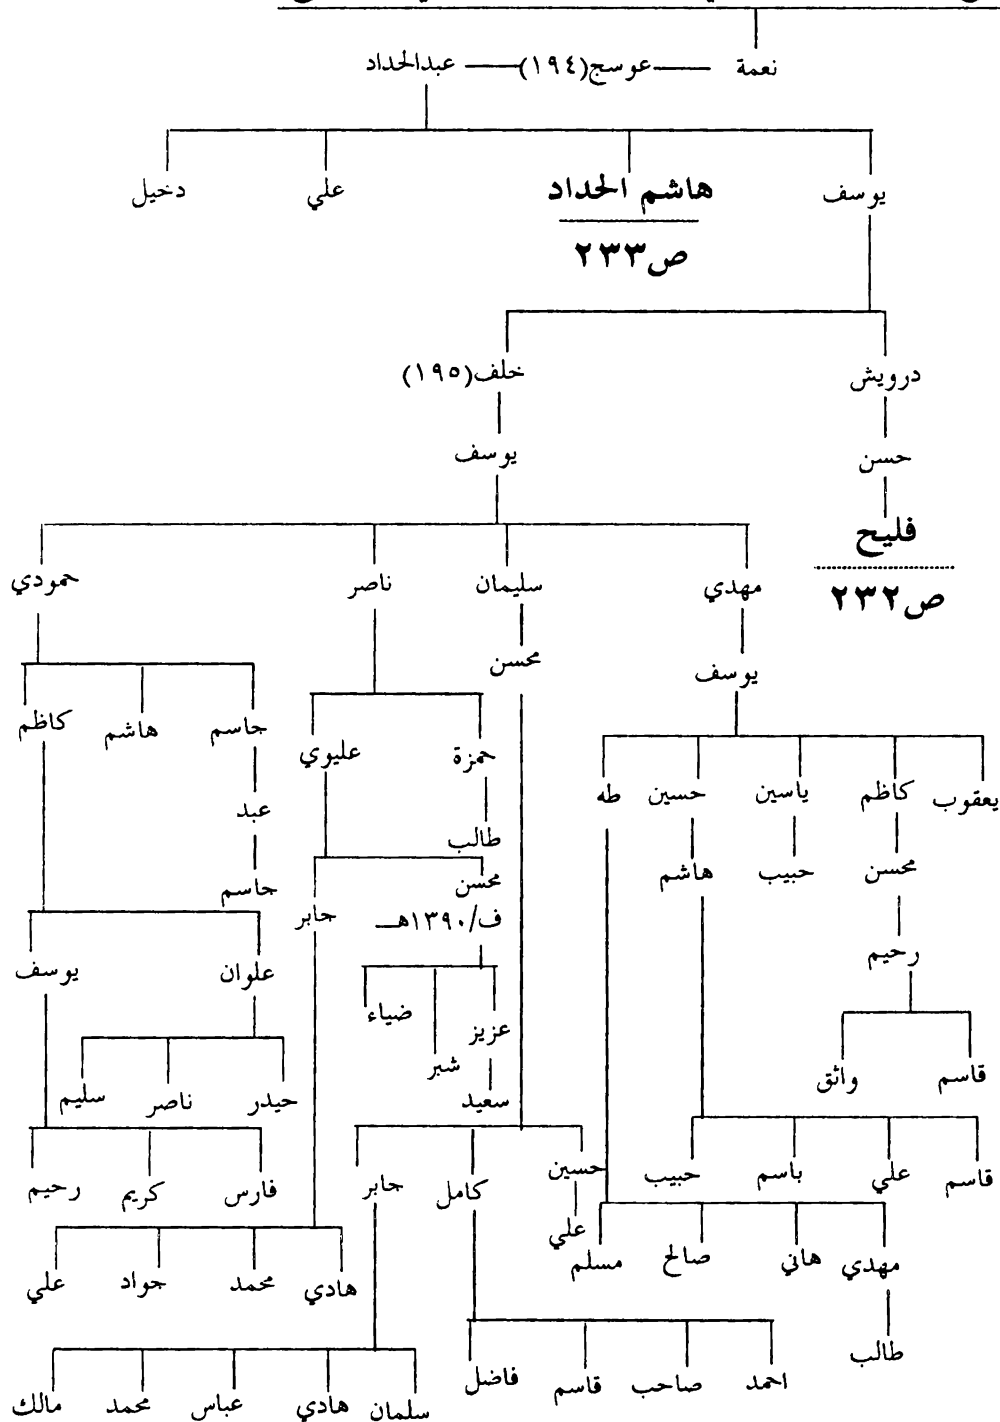 نعمة — عوسج(١٩٤) — عبدالحداد
يوسف هاشم الحداد علي دخيل
ص٢٣٣
درويش خلف(١٩٥)
حسن يوسف
فليح
ص٢٣٢
مهدي سليمان ناصر حمودي
يوسف محسن
جاسم هاشم كاظم
حمزة عليوي
يعقوب كاظم ياسين حسين طه
عبد
طالب
محسن حبيب هاشم
جاسم
محسن جابر
ف/١٣٩٠هـ
رحيم
علوان يوسف
عزيز شبر ضياء
قاسم واثق
سعيد
حيدر ناصر سليم
قاسم علي باسم حبيب
حسين كامل جابر
فارس كريم رحيم
علي
مهدي هاني صالح مسلم
هادي محمد جواد علي
طالب
احمد صاحب قاسم فاضل
سلمان هادي عباس محمد مالك